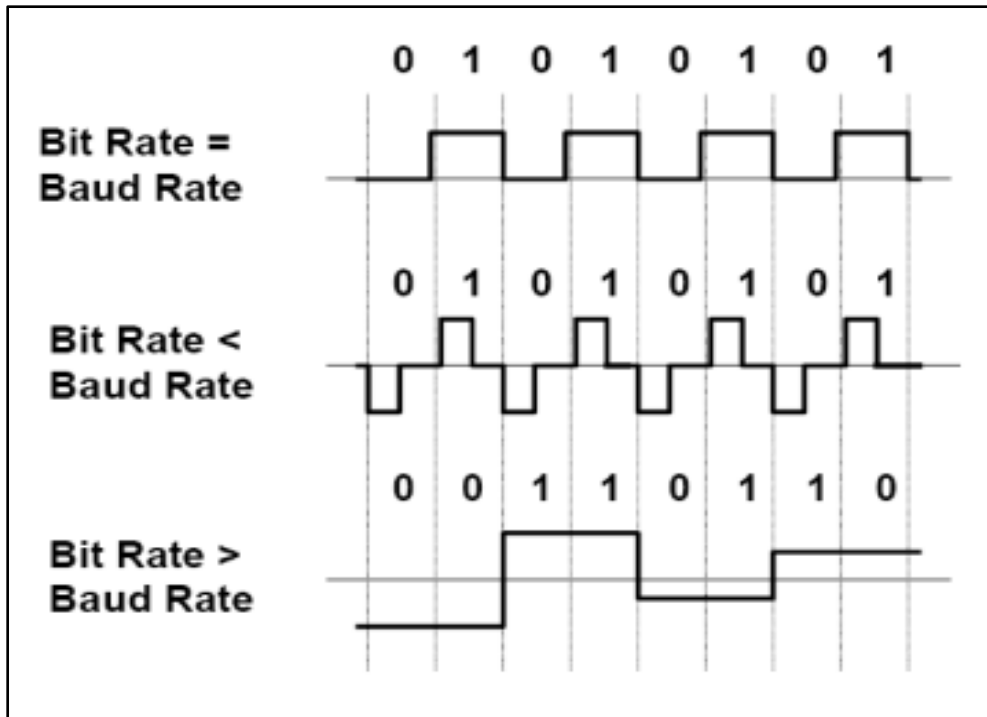 0 1 0 1 0 1 0 1
Bit Rate =
Baud Rate
0 1 0 1 0 1 0 1
Bit Rate <
Baud Rate
0 0 1 1 0 1 1 0
Bit Rate >
Baud Rate